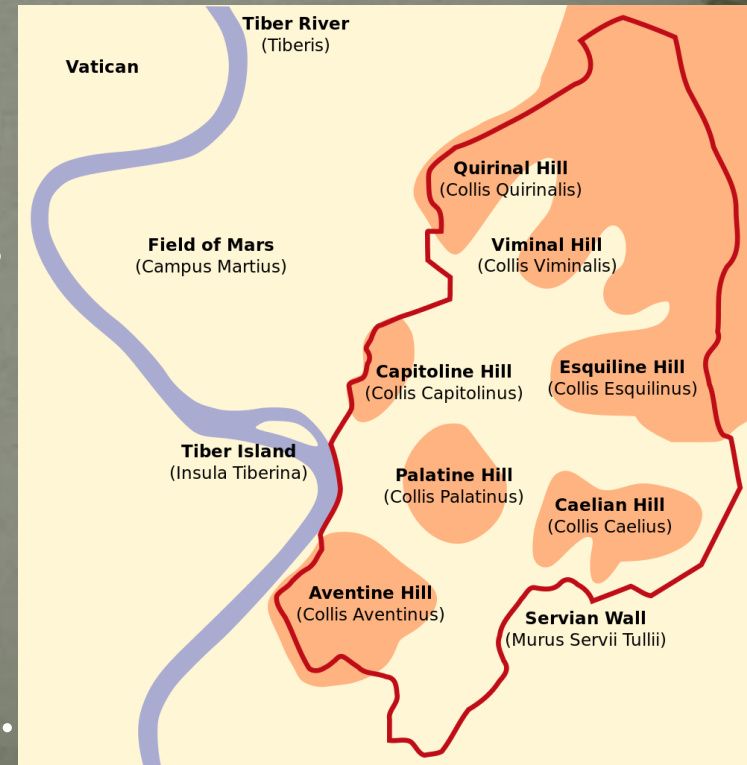 Tiber River
(Tiberis)
Vatican
Quirinal Hill
(Collis Quirinalis)
Field of Mars
(Campus Martius)
Viminal Hill
(Collis Viminalis)
Capitoline Hill
(Collis Capitolinus)
Esquiline Hill
(Collis Esquilinus)
Tiber Island
(Insula Tiberina)
Palatine Hill
(Collis Palatinus)
Caelian Hill
(Collis Caelius)
Aventine Hill
(Collis Aventinus)
Servian Wall
(Murus Servii Tullii)